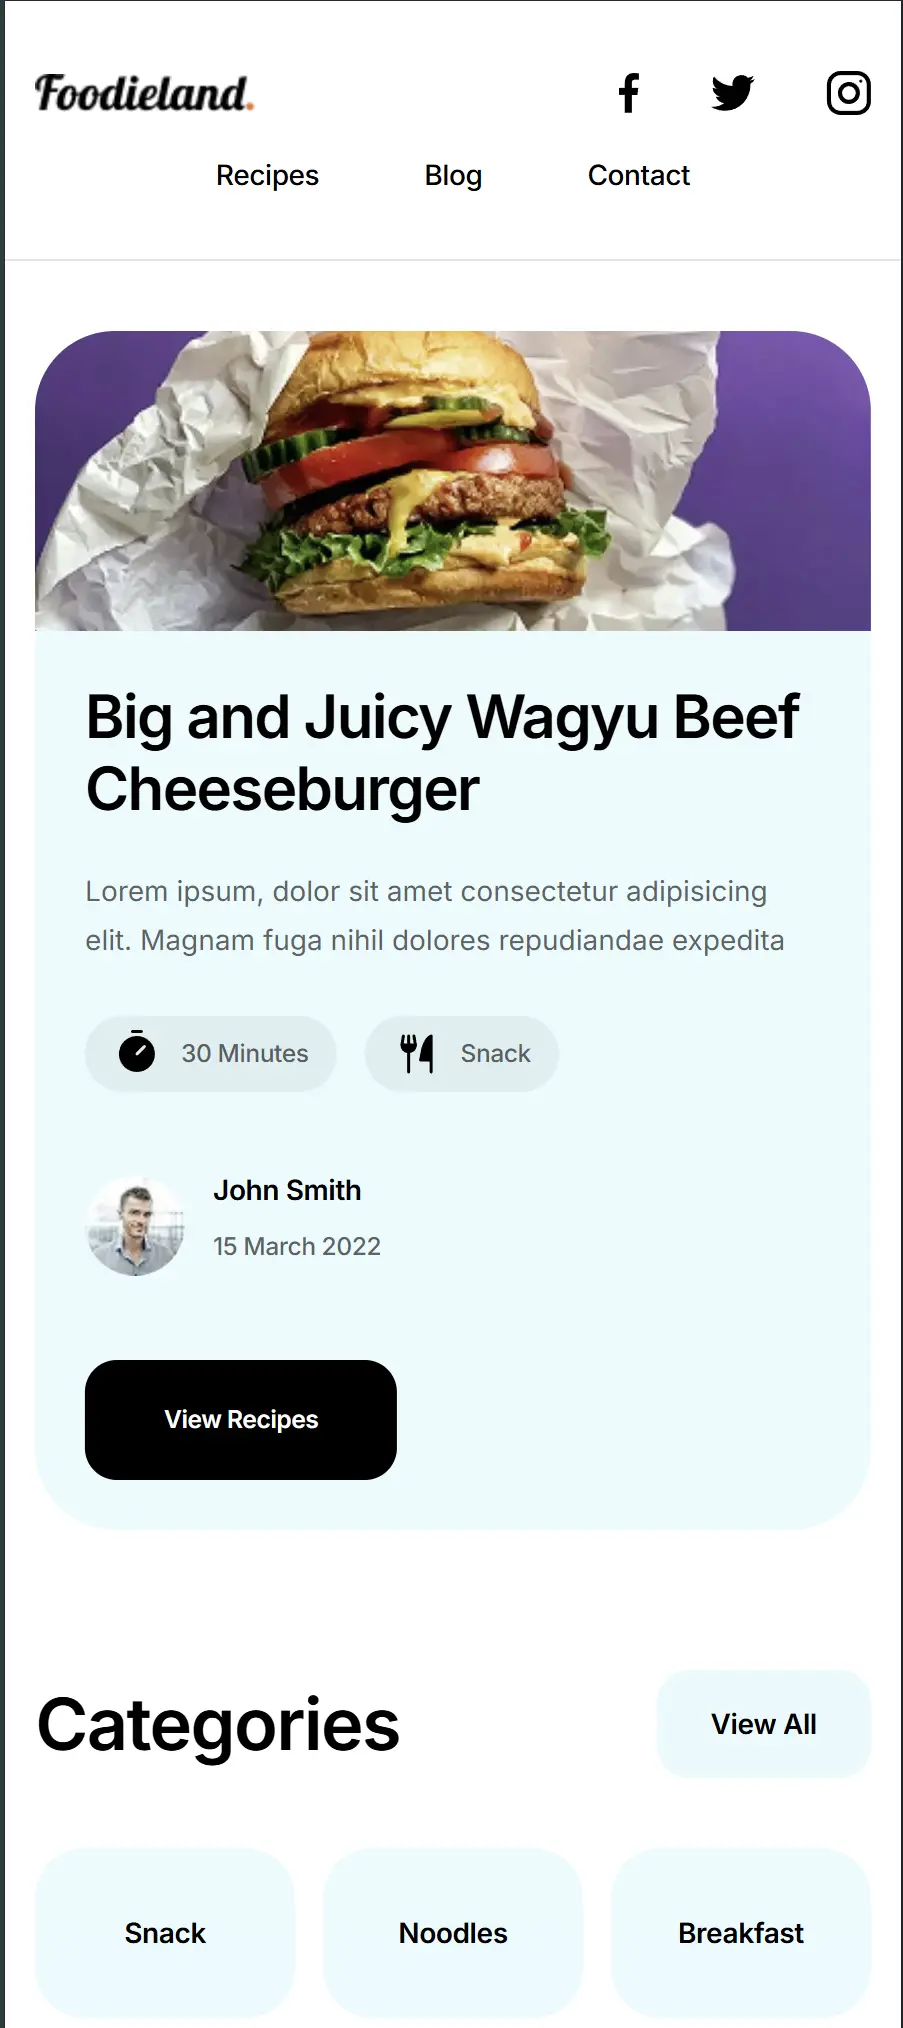 Foodieland.
Recipes Blog Contact
Big and Juicy Wagyu Beef
Cheeseburger
Lorem ipsum, dolor sit amet consectetur adipisicing
elit. Magnam fuga nihil dolores repudiandae expedita
30 Minutes Snack
John Smith
15 March 2022
View Recipes
Categories View All
Snack Noodles Breakfast